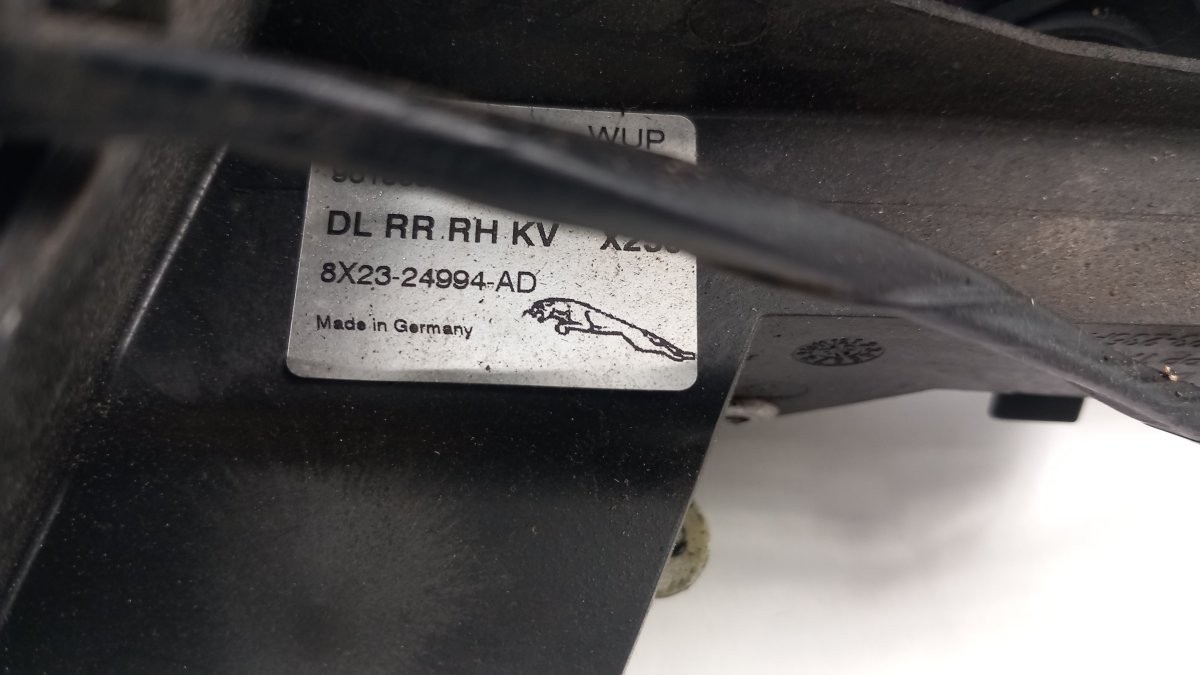 WUP
DL RR RH KV
8X23-24994-AD
Made in Germany